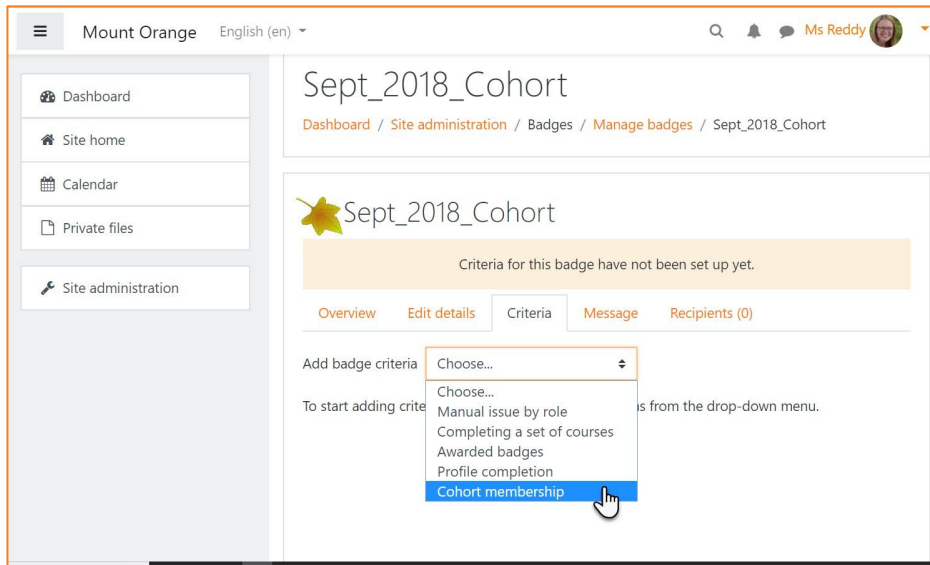 Mount Orange English (en)
Ms Reddy
Dashboard
Site home
Calendar
Private files
Site administration
Sept_2018_Cohort
Dashboard / Site administration / Badges / Manage badges / Sept_2018_Cohort
Sept_2018_Cohort
Criteria for this badge have not been set up yet.
Overview Edit details Criteria Message Recipients (0)
Add badge criteria Choose...
Choose...
Manual issue by role
Completing a set of courses
Awarded badges
Profile completion
Cohort membership
To start adding from the drop-down menu.